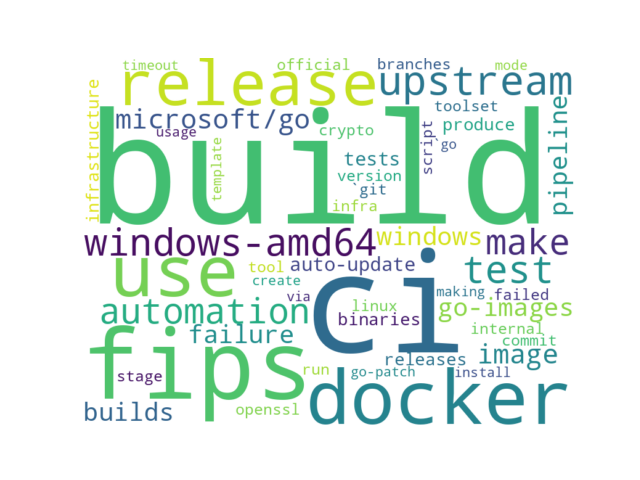 timeout official branches mode
release upstream
infrastructure
microsoft/go toolset
usage crypto produce
build
template tests script `go pipeline
version
`git
infra
windows-amd64 windows make
use tool auto-update test
create
ci
automation via linux making failed
binaries go-images
fips failure internal
releases commit
image
stage run go-patch install
docker
builds openssl